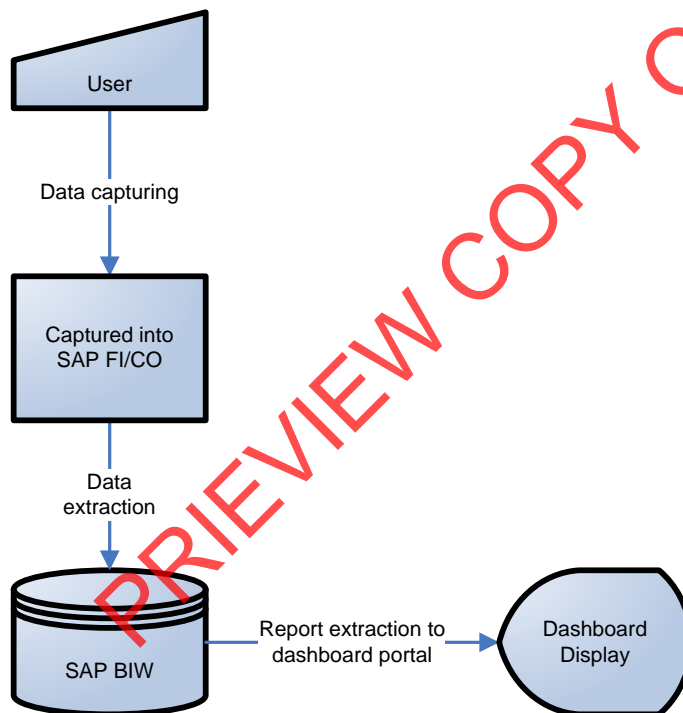 User
Data capturing
Captured into
SAP FI/CO
Data
extraction
SAP BIW
Report extraction to
dashboard portal
Dashboard
Display
PRIEVIEW COPY O